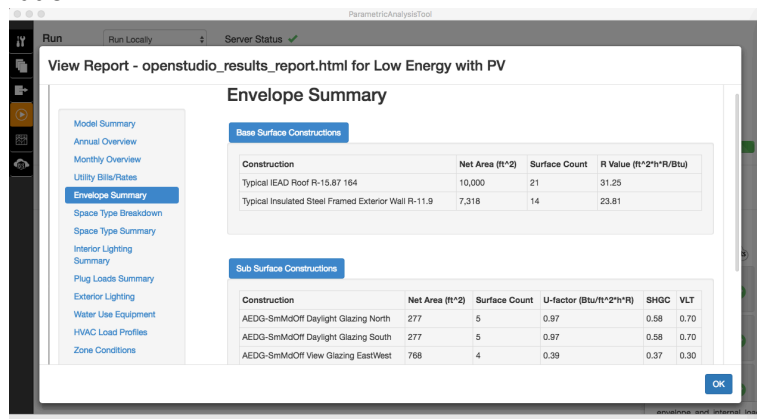 ParametricAnalysisTool
Run
Run Locally
Server Status
View Report - openstudio_results_report.html for Low Energy with PV
Model Summary
Annual Overview
Monthly Overview
Utility Bills/Rates
Envelope Summary
Space Type Breakdown
Space Type Summary
Interior Lighting
Summary
Plug Loads Summary
Exterior Lighting
Water Use Equipment
HVAC Load Profiles
Zone Conditions
Envelope Summary
Base Surface Constructions
Construction Net Area (ft^2) Surface Count R Value (ft^2*h*R/Btu)
Typical IEAD Roof R-15.87 164 10,000 21 31.25
Typical Insulated Steel Framed Exterior Wall R-11.9 7,318 14 23.81
Sub Surface Constructions
Construction Net Area (ft^2) Surface Count U-factor (Btu/ft^2*h*R) SHGC VLT
AEDG-SmMdOff Daylight Glazing North 277 5 0.97 0.58 0.70
AEDG-SmMdOff Daylight Glazing South 277 5 0.97 0.58 0.70
AEDG-SmMdOff View Glazing EastWest 768 4 0.39 0.37 0.30
OK